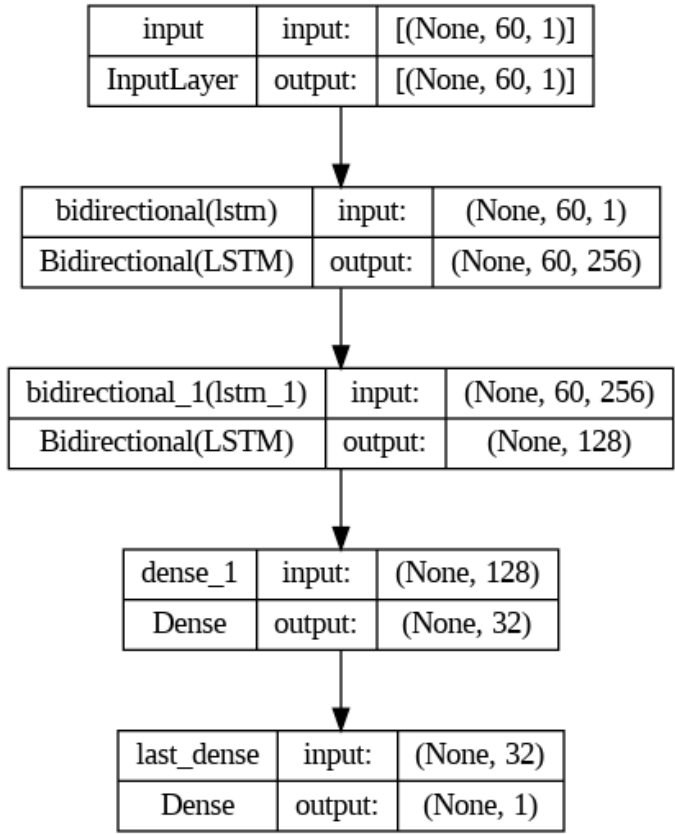 input input: [(None, 60, 1)]
InputLayer output: [(None, 60, 1)]
bidirectional(lstm) input: (None, 60, 1)
Bidirectional(LSTM) output: (None, 60, 256)
bidirectional_1(lstm_1) input: (None, 60, 256)
Bidirectional(LSTM) output: (None, 128)
dense_1 input: (None, 128)
Dense output: (None, 32)
last_dense input: (None, 32)
Dense output: (None, 1)